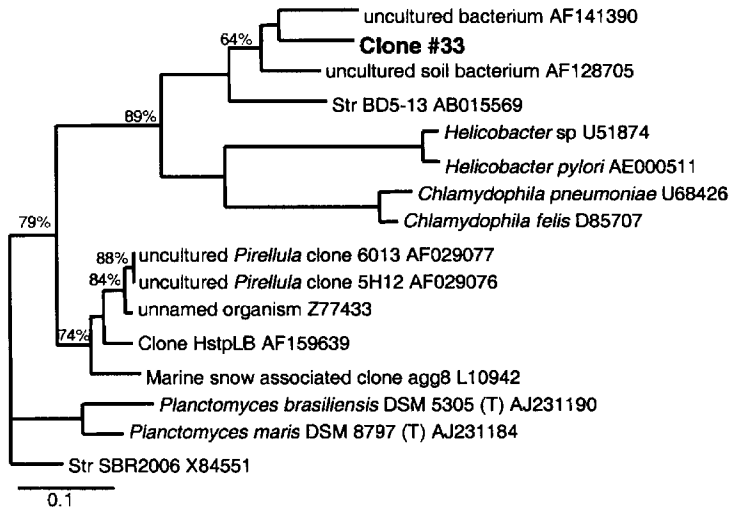 uncultured bacterium AF141390
64%
Clone #33
uncultured soil bacterium AF128705
Str BD5-13 AB015569
89%
Helicobacter sp U51874
Helicobacter pylori AE000511
Chlamydophila pneumoniae U68426
Chlamydophila felis D85707
79%
88%
uncultured Pirellula clone 6013 AF029077
84%
uncultured Pirellula clone 5H12 AF029076
unnamed organism Z77433
74%
Clone HstpLB AF159639
Marine snow associated clone agg8 L10942
Planctomyces brasiliensis DSM 5305 (T) AJ231190
Planctomyces maris DSM 8797 (T) AJ231184
Str SBR2006 X84551
0.1